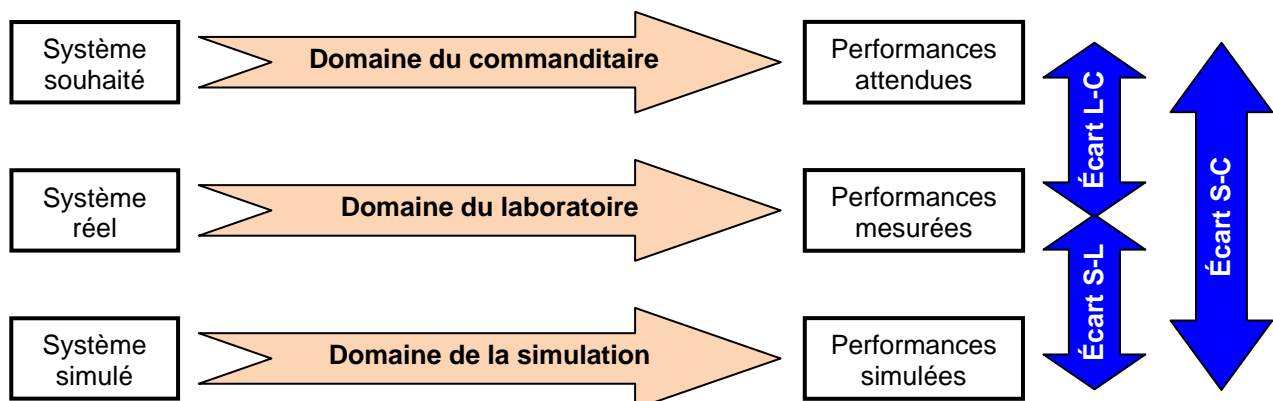 Système
souhaité
Domaine du commanditaire
Performances
attendues
Écart L-C
Système
réel
Domaine du laboratoire
Performances
mesurées
Écart S-C
Système
simulé
Domaine de la simulation
Performances
simulées
Écart S-L